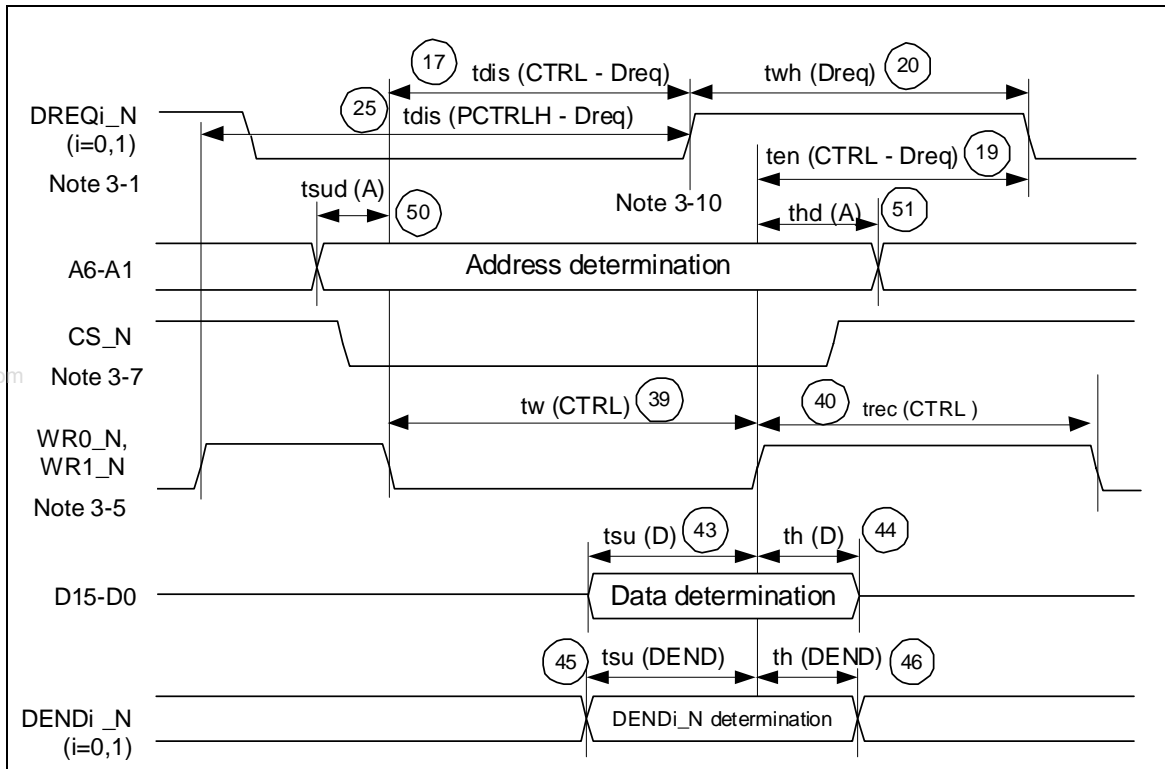 17
tdis (CTRL - Dreq)
twh (Dreq)
20
DREQi_N
(i=0,1)
25
tdis (PCTRLH - Dreq)
Note 3-1
ten (CTRL - Dreq)
19
tsud (A)
50
Note 3-10
thd (A)
51
A6-A1
Address determination
CS_N
om
Note 3-7
tw (CTRL)
39
40
trec (CTRL )
WR0_N,
WR1_N
Note 3-5
tsu (D)
43
th (D)
44
D15-D0
Data determination
45
tsu (DEND)
th (DEND)
46
DENDi _N
(i=0,1)
DENDi_N determination